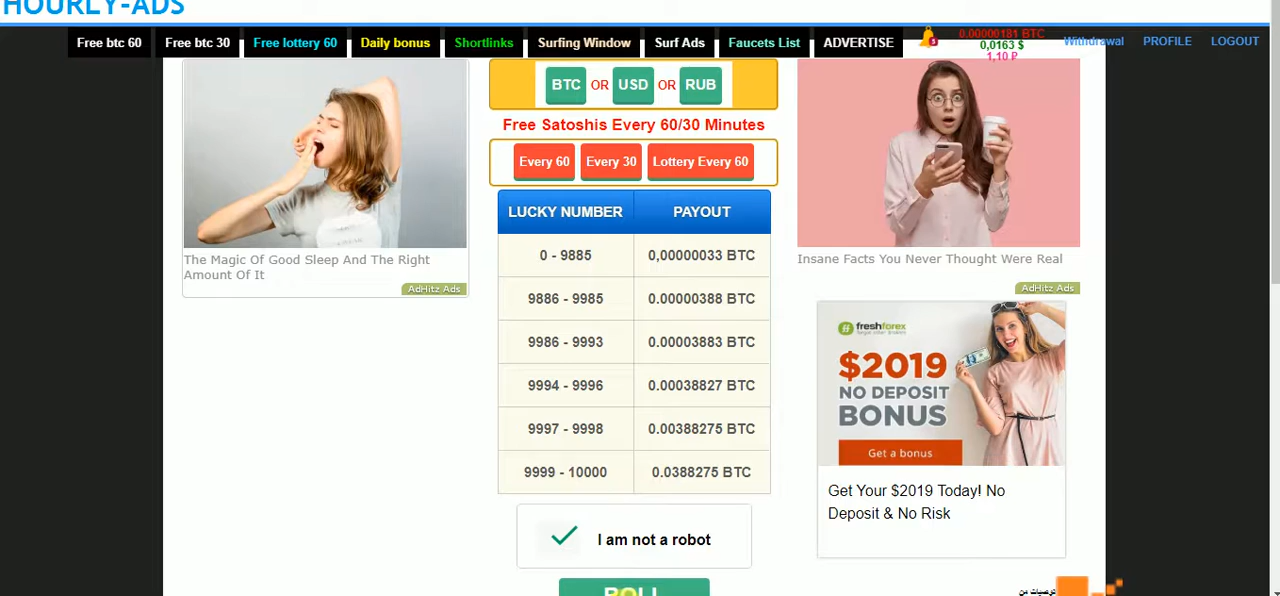 HOURLY-ADS
Free btc 60
Free btc 30
Free lottery 60
Daily bonus
Shortlinks
Surfing Window
Surf Ads
Faucets List
ADVERTISE
0.00000181 BTC
0,0163 $
1,10 ₽
Withdrawal
PROFILE
LOGOUT
The Magic Of Good Sleep And The Right
Amount Of It
AdHitz Ads
BTC OR USD OR RUB
Free Satoshis Every 60/30 Minutes
Every 60
Every 30
Lottery Every 60
LUCKY NUMBER PAYOUT
0 - 9885 0,00000033 BTC
9886 - 9985 0.00000388 BTC
9986 - 9993 0.00003883 BTC
9994 - 9996 0.00038827 BTC
9997 - 9998 0.00388275 BTC
9999 - 10000 0.0388275 BTC
I am not a robot
ROLL
Insane Facts You Never Thought Were Real
AdHitz Ads
freshforex
$2019
NO DEPOSIT
BONUS
Get a bonus
Get Your $2019 Today! No
Deposit & No Risk
توصيات من